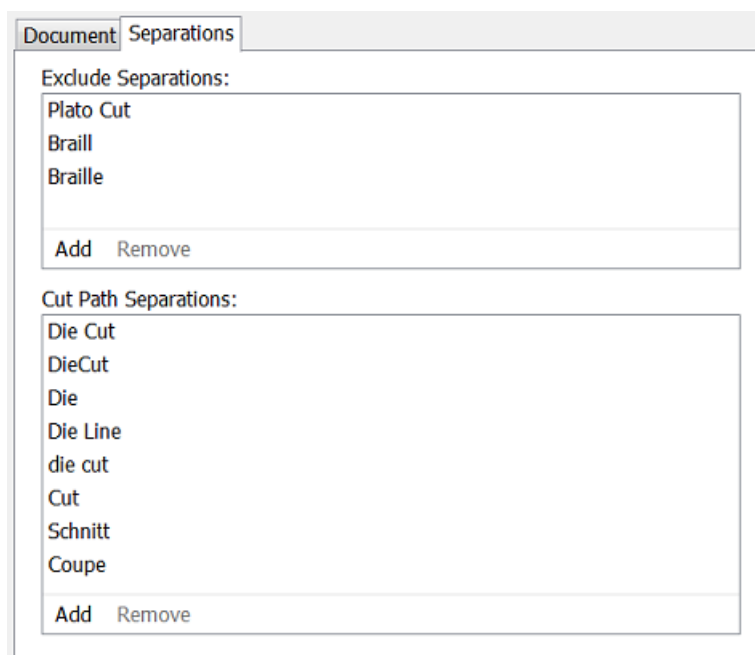 Document Separations
Exclude Separations:
Plato Cut
Braill
Braille
Add Remove
Cut Path Separations:
Die Cut
DieCut
Die
Die Line
die cut
Cut
Schnitt
Coupe
Add Remove